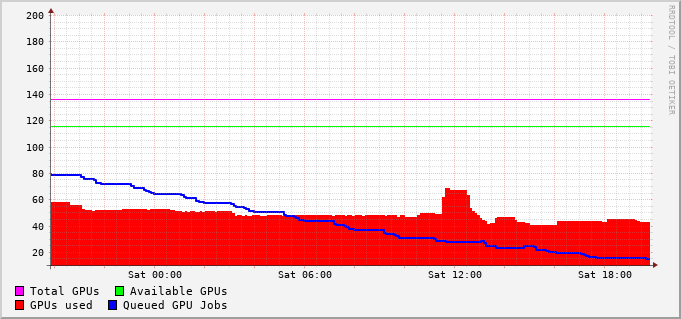 200
180
160
140
120
100
80
60
40
20
Sat 00:00 Sat 06:00 Sat 12:00 Sat 18:00
Total GPUs Available GPUs
GPUs used Queued GPU Jobs
RRDTOOL / TOBI OETIKER